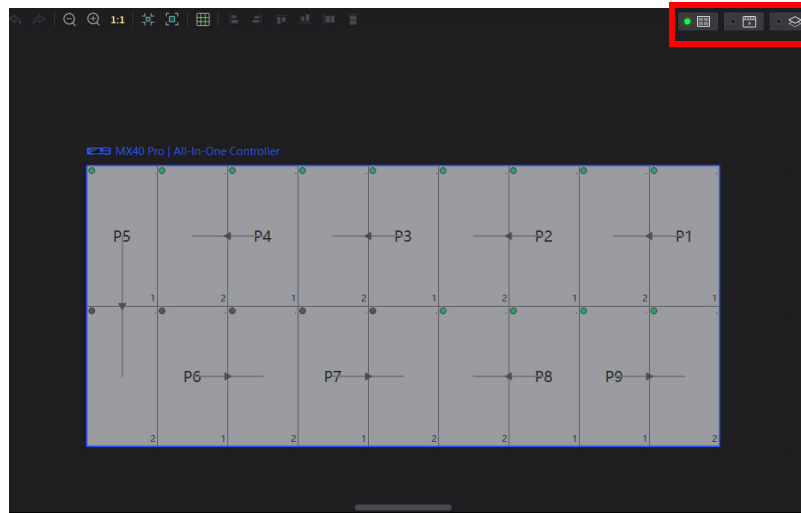 1:1
MX40 Pro | All-In-One Controller
P5 P4 P3 P2 P1
1 2 1 2 1 2 1 2 1
P6 P7 P8 P9
2 1 2 1 2 2 1 1 2